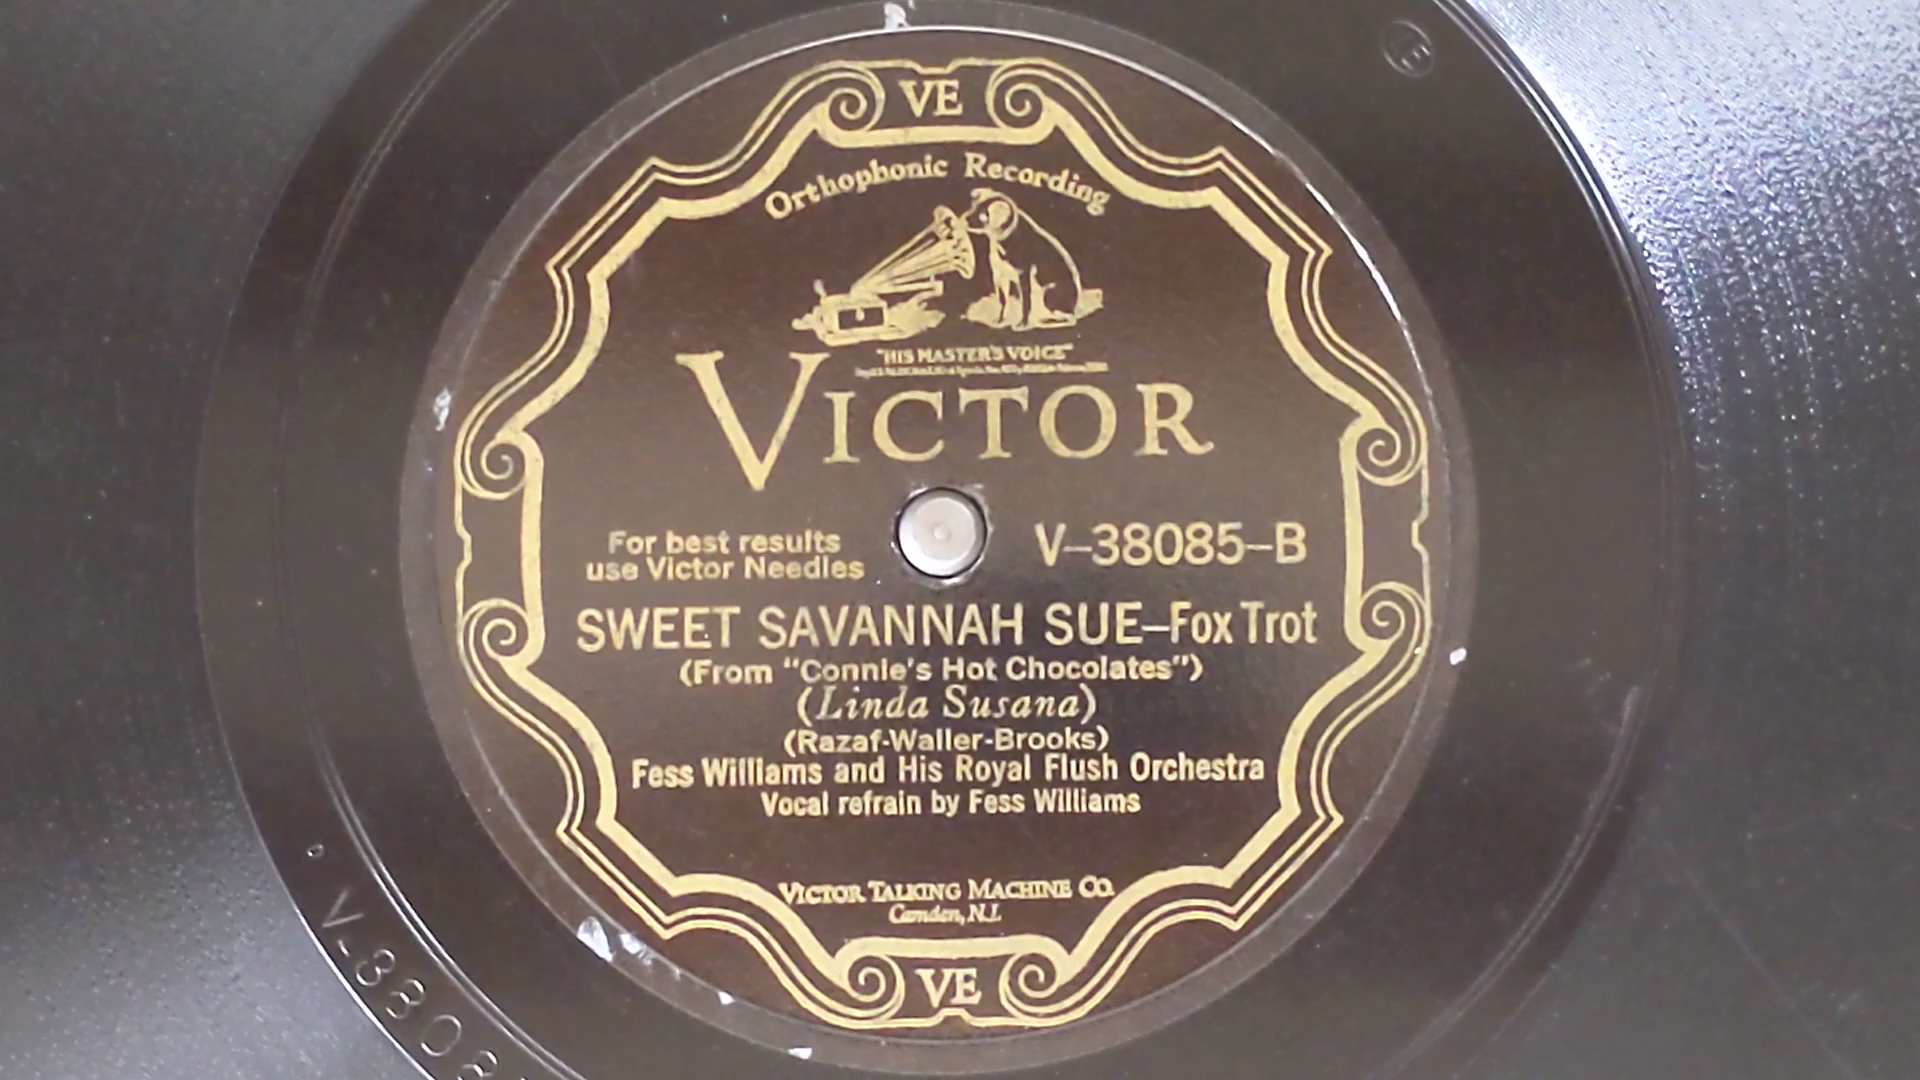 VE
Orthophonic Recording
"HIS MASTER'S VOICE"
VICTOR
For best results
use Victor Needles
V-38085-B
SWEET SAVANNAH SUE-Fox Trot
(From "Connie's Hot Chocolates")
(Linda Susana)
(Razaf-Waller-Brooks)
Fess Williams and His Royal Flush Orchestra
Vocal refrain by Fess Williams
VICTOR TALKING MACHINE CO.
Camden, N.J.
VE
VE
V-3808